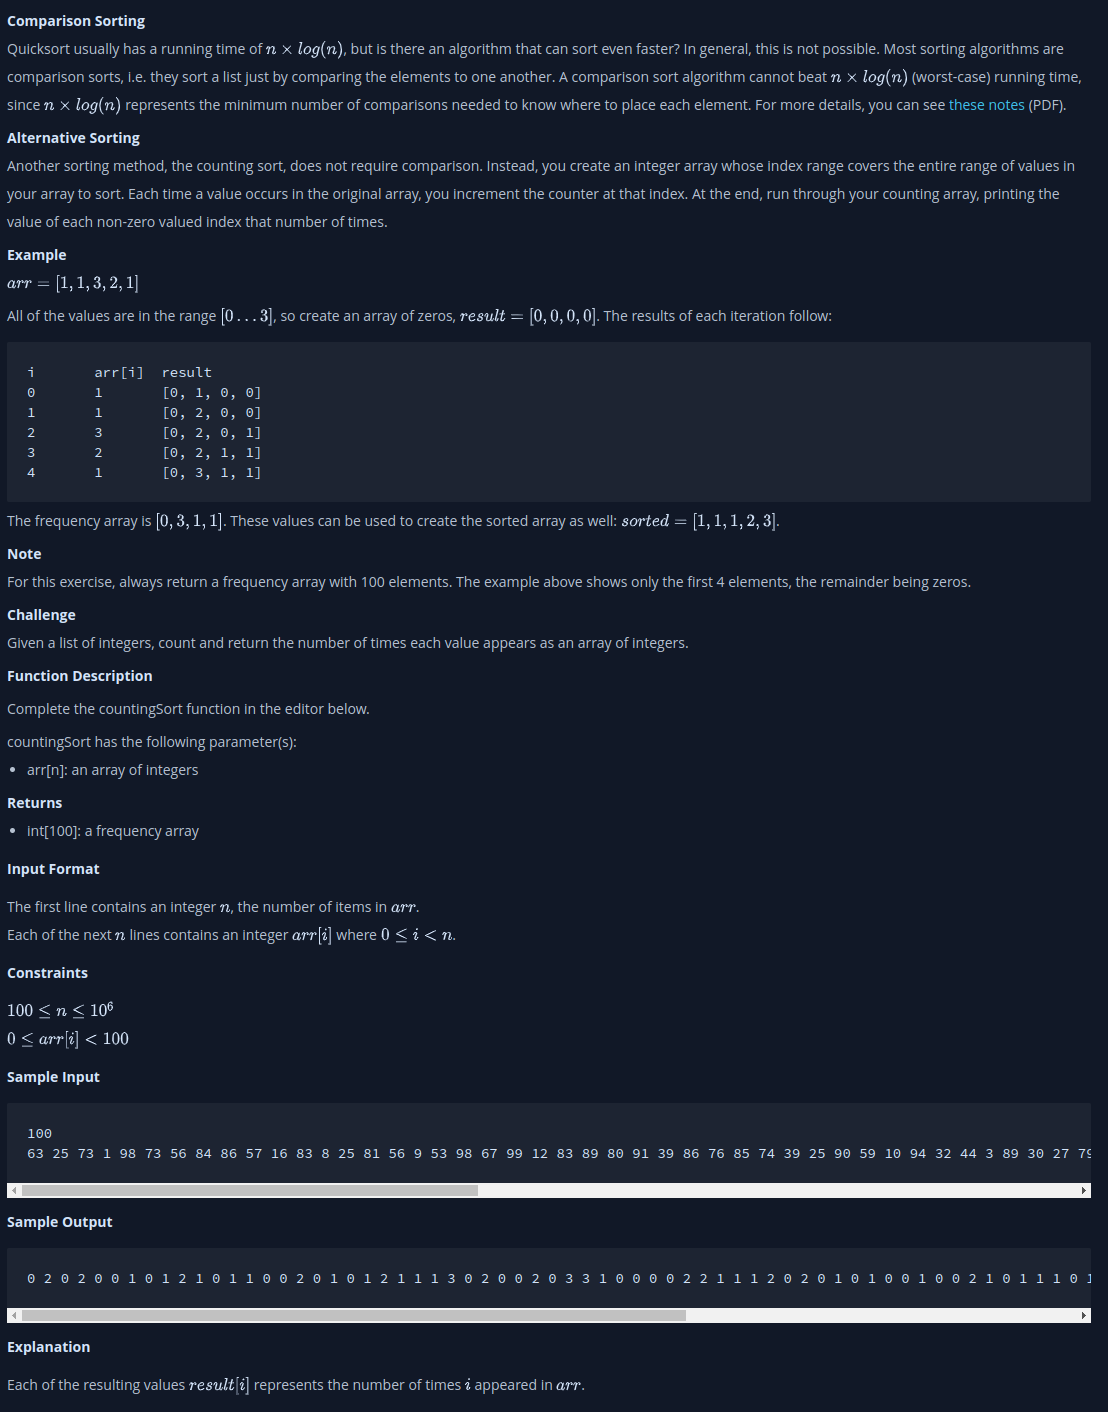 Comparison Sorting
Quicksort usually has a running time of n × log(n), but is there an algorithm that can sort even faster? In general, this is not possible. Most sorting algorithms are
comparison sorts, i.e. they sort a list just by comparing the elements to one another. A comparison sort algorithm cannot beat n × log(n) (worst-case) running time,
since n × log(n) represents the minimum number of comparisons needed to know where to place each element. For more details, you can see these notes (PDF).
Alternative Sorting
Another sorting method, the counting sort, does not require comparison. Instead, you create an integer array whose index range covers the entire range of values in
your array to sort. Each time a value occurs in the original array, you increment the counter at that index. At the end, run through your counting array, printing the
value of each non-zero valued index that number of times.
Example
arr = [1, 1, 3, 2, 1]
All of the values are in the range [0 . . . 3], so create an array of zeros, result = [0, 0, 0, 0]. The results of each iteration follow:
i arr[i] result
0 1 [0, 1, 0, 0]
1 1 [0, 2, 0, 0]
2 3 [0, 2, 0, 1]
3 2 [0, 2, 1, 1]
4 1 [0, 3, 1, 1]
The frequency array is [0, 3, 1, 1]. These values can be used to create the sorted array as well: sorted = [1, 1, 1, 2, 3].
Note
For this exercise, always return a frequency array with 100 elements. The example above shows only the first 4 elements, the remainder being zeros.
Challenge
Given a list of integers, count and return the number of times each value appears as an array of integers.
Function Description
Complete the countingSort function in the editor below.
countingSort has the following parameter(s):
• arr[n]: an array of integers
Returns
• int[100]: a frequency array
Input Format
The first line contains an integer n, the number of items in arr.
Each of the next n lines contains an integer arr[i] where 0 ≤ i < n.
Constraints
100 ≤ n ≤ 10⁶
0 ≤ arr[i] < 100
Sample Input
100
63 25 73 1 98 73 56 84 86 57 16 83 8 25 81 56 9 53 98 67 99 12 83 89 80 91 39 86 76 85 74 39 25 90 59 10 94 32 44 3 89 30 27 79
Sample Output
0 2 0 2 0 0 1 0 1 2 1 0 1 1 0 0 2 0 1 0 1 2 1 1 1 3 0 2 0 0 2 0 3 3 1 0 0 0 0 2 2 1 1 1 2 0 2 0 1 0 1 0 0 1 0 0 2 1 0 1 1 1 0 1
Explanation
Each of the resulting values result[i] represents the number of times i appeared in arr.